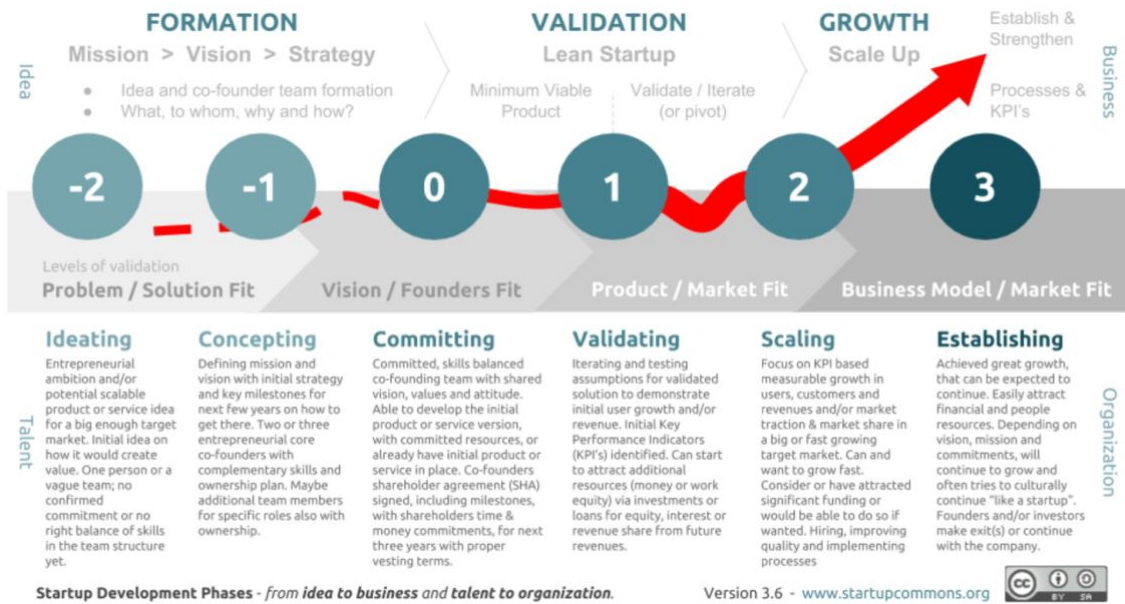 FORMATION
Mission > Vision > Strategy
● Idea and co-founder team formation
● What, to whom, why and how?
VALIDATION
Lean Startup
Minimum Viable
Product
Validate / Iterate
(or pivot)
GROWTH
Scale Up
Establish &
Strengthen
Processes &
KPI's
Idea
Business
-2
-1
0
1
2
3
Levels of validation
Problem / Solution Fit
Vision / Founders Fit
Product / Market Fit
Business Model / Market Fit
Talent
Organization
Ideating
Entrepreneurial
ambition and/or
potential scalable
product or service idea
for a big enough target
market. Initial idea on
how it would create
value. One person or a
vague team; no
confirmed
commitment or no
right balance of skills
in the team structure
yet.
Concepting
Defining mission and
vision with initial strategy
and key milestones for
next few years on how to
get there. Two or three
entrepreneurial core
co-founders with
complementary skills and
ownership plan. Maybe
additional team members
for specific roles also with
ownership.
Committing
Committed, skills balanced
co-founding team with shared
vision, values and attitude.
Able to develop the initial
product or service version,
with committed resources, or
already have initial product or
service in place. Co-founders
shareholder agreement (SHA)
signed, including milestones,
with shareholders time &
money commitments, for next
three years with proper
vesting terms.
Validating
Iterating and testing
assumptions for validated
solution to demonstrate
initial user growth and/or
revenue. Initial Key
Performance Indicators
(KPI's) identified. Can start
to attract additional
resources (money or work
equity) via investments or
loans for equity, interest or
revenue share from future
revenues.
Scaling
Focus on KPI based
measurable growth in
users, customers and
revenues and/or market
traction & market share in
a big or fast growing
target market. Can and
want to grow fast.
Consider or have attracted
significant funding or
would be able to do so if
wanted. Hiring, improving
quality and implementing
processes
Establishing
Achieved great growth,
that can be expected to
continue. Easily attract
financial and people
resources. Depending on
vision, mission and
commitments, will
continue to grow and
often tries to culturally
continue "like a startup".
Founders and/or investors
make exit(s) or continue
with the company.
Startup Development Phases - from idea to business and talent to organization.
Version 3.6 - www.startupcommons.org
cc
BY SA